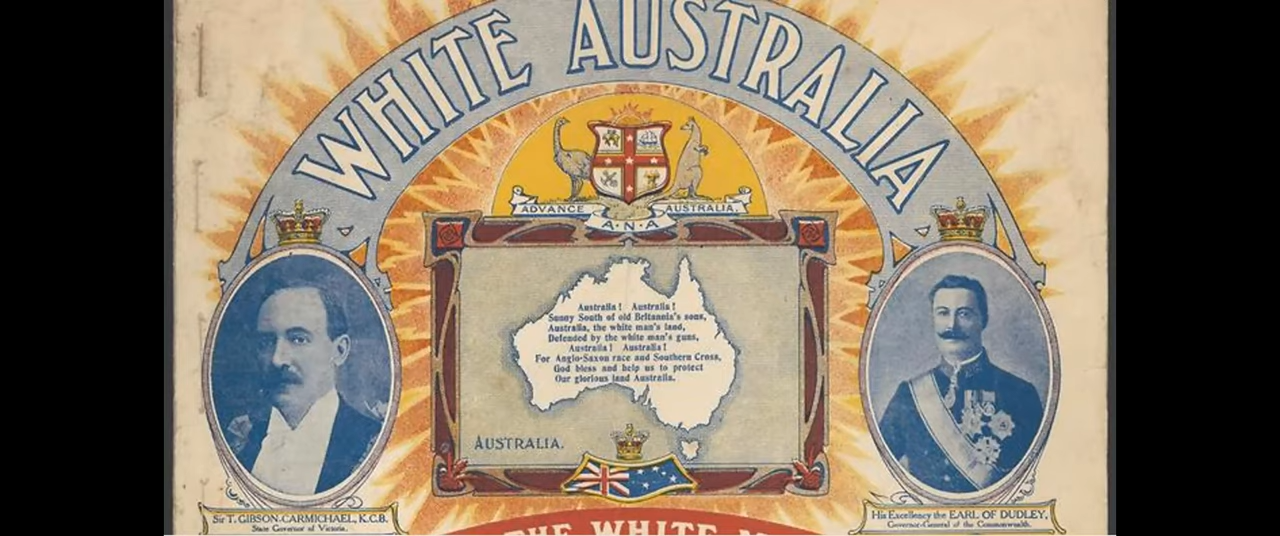 WHITE AUSTRALIA
ADVANCE AUSTRALIA
A·N·A
Australia! Australia!
Sunny South of old Britannia's sons,
Australia, the white man's land,
Defended by the white man's guns,
Australia! Australia!
For Anglo-Saxon race and Southern Cross,
God bless and help us to protect
Our glorious land Australia.
AUSTRALIA.
Sir T. GIBSON-CARMICHAEL, K.C.B.
State Governor of Victoria.
His Excellency the EARL OF DUDLEY,
Governor-General of the Commonwealth.
THE WHITE